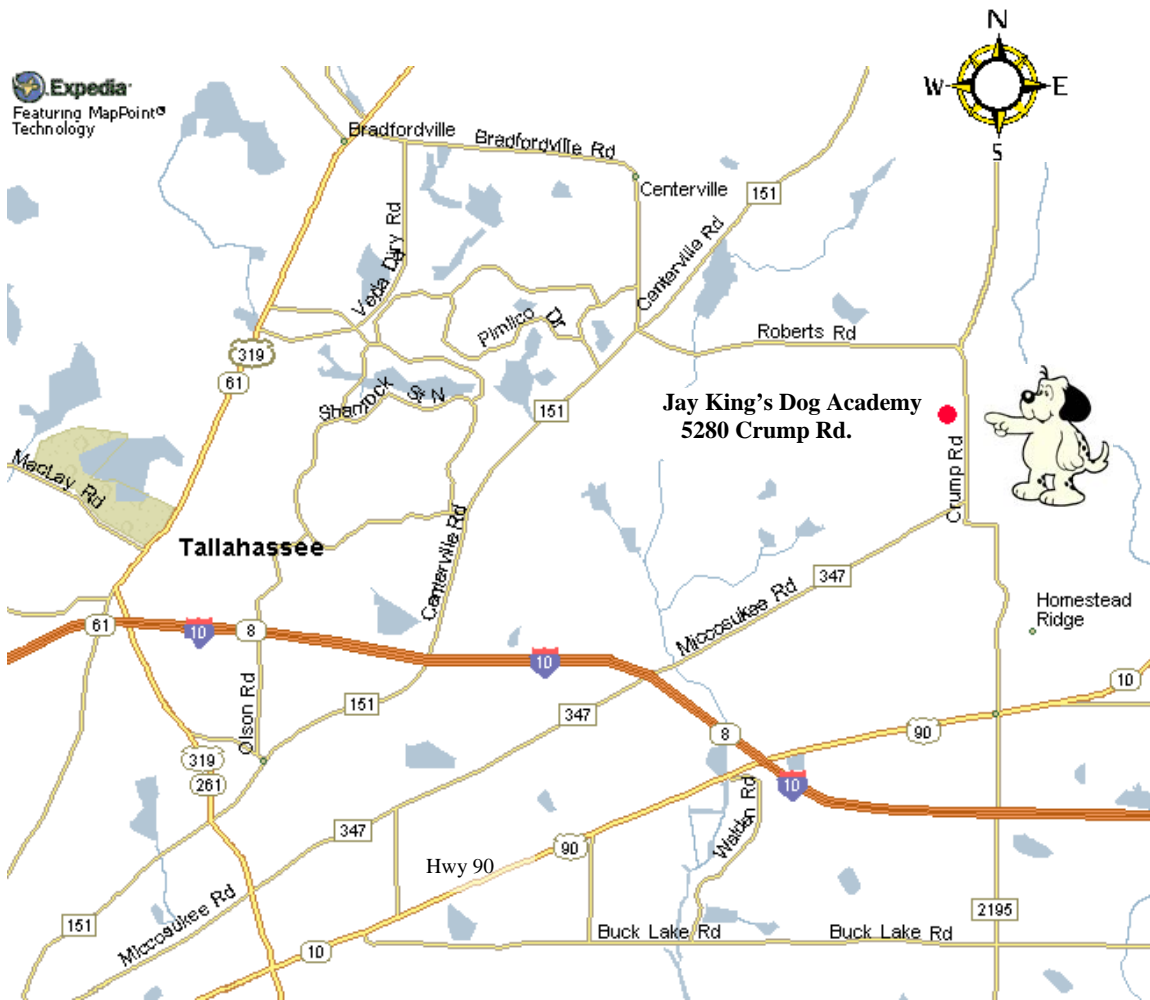 N
W
E
S
Expedia
Featuring MapPoint®
Technology
Bradfordville
Bradfordville Rd
Centerville
151
Centerville Rd
Veda Dairy Rd
Pimlico Dr
Roberts Rd
319
61
Shamrock St N
151
Jay King's Dog Academy
5280 Crump Rd.
Crump Rd
MacLay Rd
Tallahassee
Centerville Rd
347
Miccosukee Rd
Homestead
Ridge
61
10
8
10
10
Olson Rd
151
347
8
90
319
261
10
Walden Rd
347
90
Hwy 90
Miccosukee Rd
151
10
Buck Lake Rd
Buck Lake Rd
2195